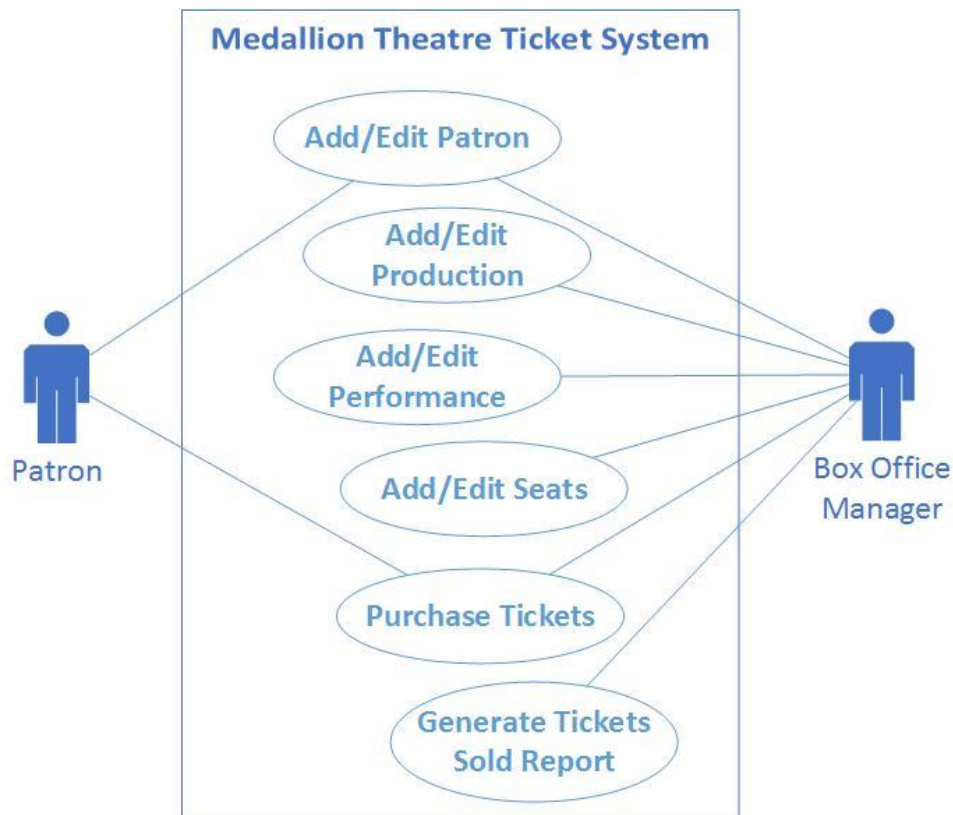 Medallion Theatre Ticket System
Add/Edit Patron
Add/Edit
Production
Add/Edit
Performance
Patron
Box Office
Manager
Add/Edit Seats
Purchase Tickets
Generate Tickets
Sold Report